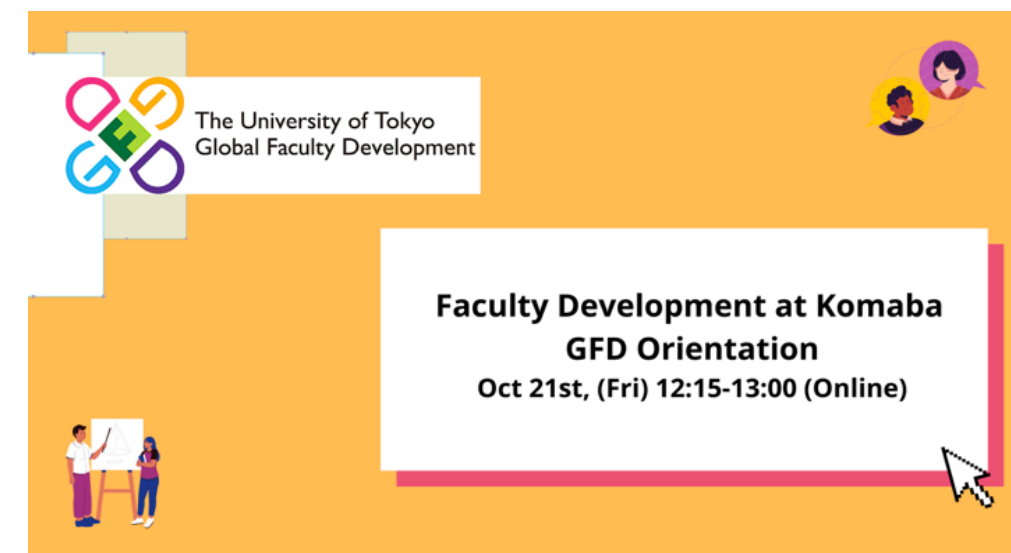 The University of Tokyo
Global Faculty Development
Faculty Development at Komaba
GFD Orientation
Oct 21st, (Fri) 12:15-13:00 (Online)